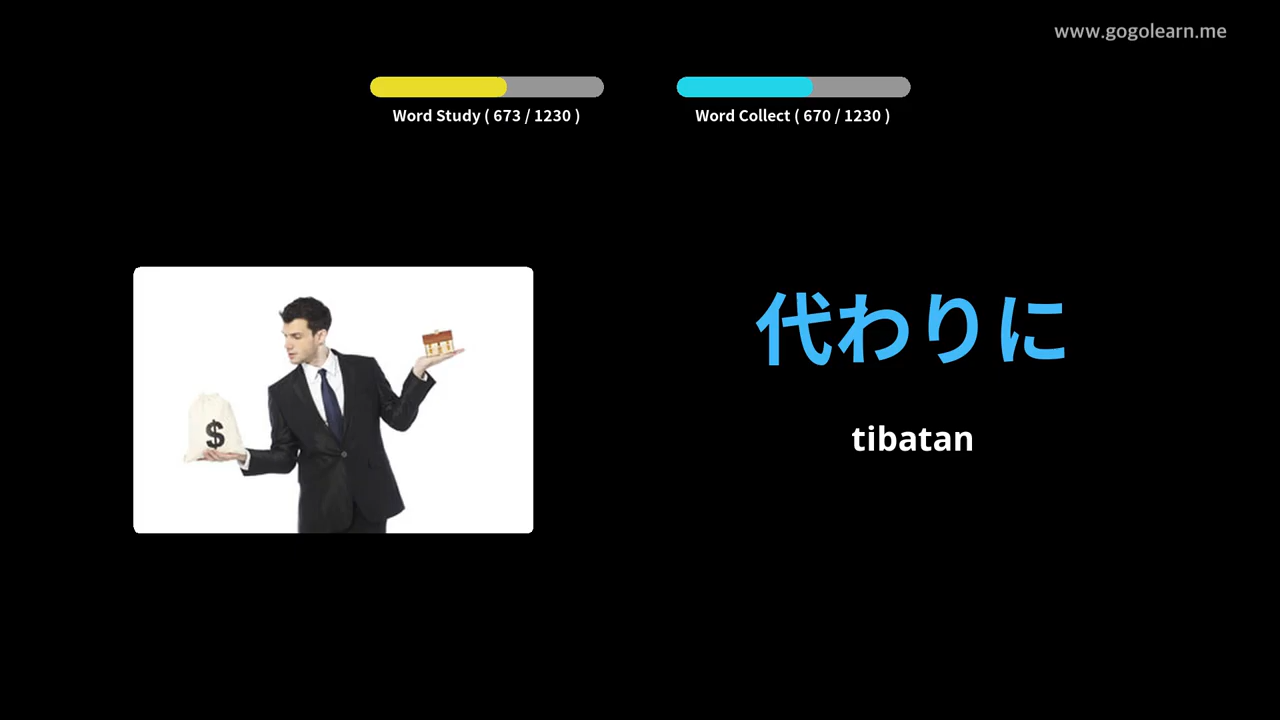 www.gogolearn.me
Word Study ( 673 / 1230 )
Word Collect ( 670 / 1230 )
$
代わりに
tibatan